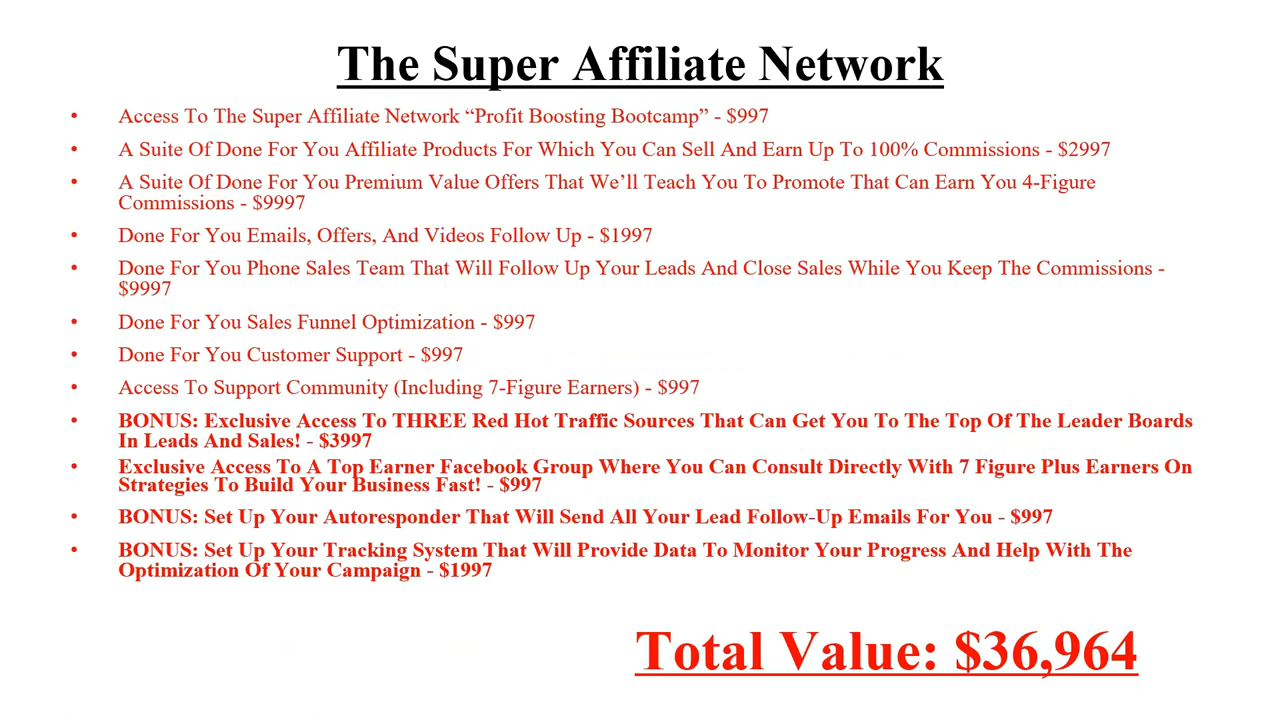 The Super Affiliate Network
• Access To The Super Affiliate Network “Profit Boosting Bootcamp” - $997
• A Suite Of Done For You Affiliate Products For Which You Can Sell And Earn Up To 100% Commissions - $2997
• A Suite Of Done For You Premium Value Offers That We’ll Teach You To Promote That Can Earn You 4-Figure
Commissions - $9997
• Done For You Emails, Offers, And Videos Follow Up - $1997
• Done For You Phone Sales Team That Will Follow Up Your Leads And Close Sales While You Keep The Commissions -
$9997
• Done For You Sales Funnel Optimization - $997
• Done For You Customer Support - $997
• Access To Support Community (Including 7-Figure Earners) - $997
• BONUS: Exclusive Access To THREE Red Hot Traffic Sources That Can Get You To The Top Of The Leader Boards
In Leads And Sales! - $3997
• Exclusive Access To A Top Earner Facebook Group Where You Can Consult Directly With 7 Figure Plus Earners On
Strategies To Build Your Business Fast! - $997
• BONUS: Set Up Your Autoresponder That Will Send All Your Lead Follow-Up Emails For You - $997
• BONUS: Set Up Your Tracking System That Will Provide Data To Monitor Your Progress And Help With The
Optimization Of Your Campaign - $1997
Total Value: $36,964